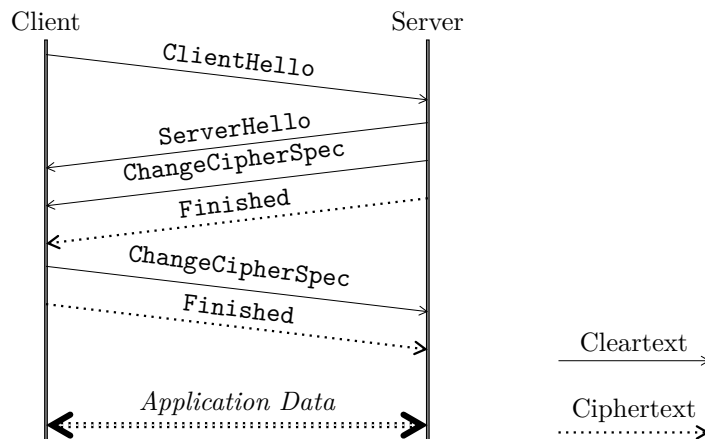 Client Server
ClientHello
ServerHello
ChangeCipherSpec
Finished
ChangeCipherSpec
Finished
Cleartext
Application Data
Ciphertext